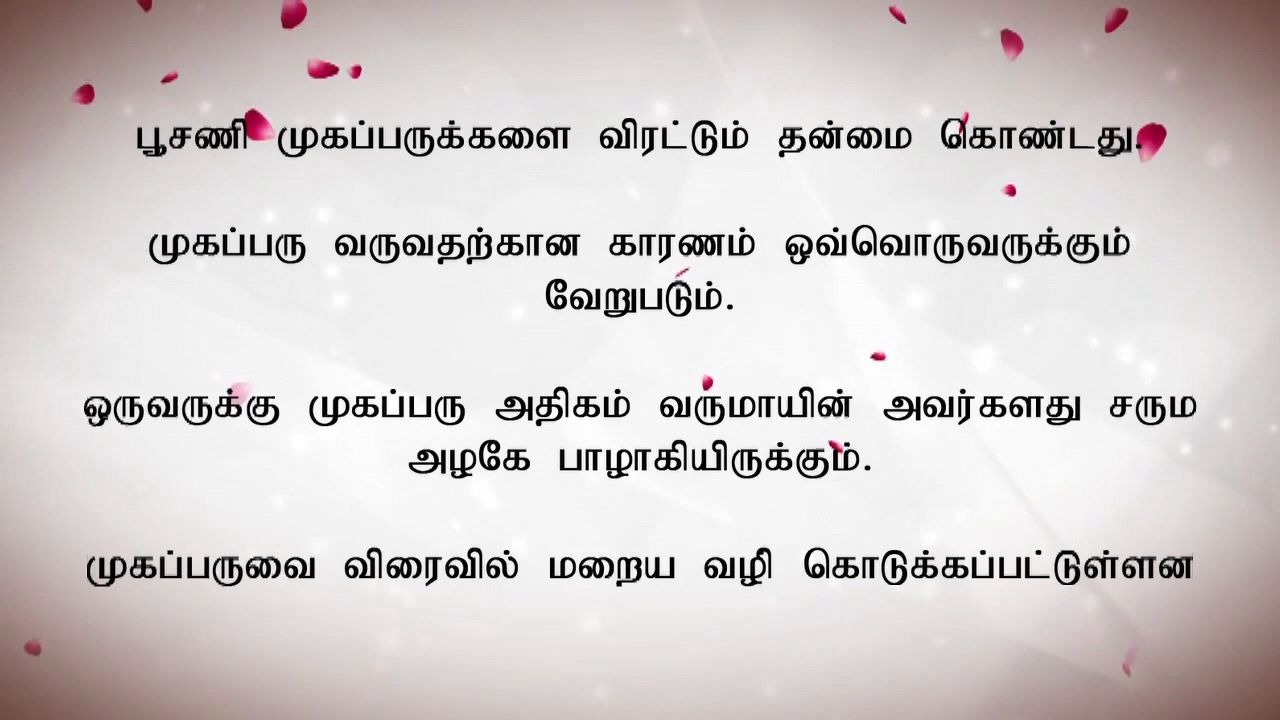 பூசணி முகப்பருக்களை விரட்டும் தன்மை கொண்டது.
முகப்பரு வருவதற்கான காரணம் ஒவ்வொருவருக்கும்
வேறுபடும்.
ஒருவருக்கு முகப்பரு அதிகம் வருமாயின் அவர்களது சரும
அழகே பாழாகியிருக்கும்.
முகப்பருவை விரைவில் மறைய வழி கொடுக்கப்பட்டுள்ளன